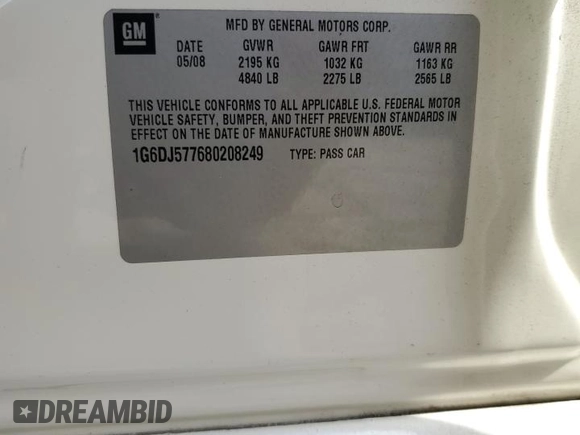 GM
MFD BY GENERAL MOTORS CORP.
DATE GVWR GAWR FRT GAWR RR
05/08 2195 KG 1032 KG 1163 KG
4840 LB 2275 LB 2565 LB
THIS VEHICLE CONFORMS TO ALL APPLICABLE U.S. FEDERAL MOTOR
VEHICLE SAFETY, BUMPER, AND THEFT PREVENTION STANDARDS IN
EFFECT ON THE DATE OF MANUFACTURE SHOWN ABOVE.
1G6DJ577680208249 TYPE: PASS CAR
DREAMBID